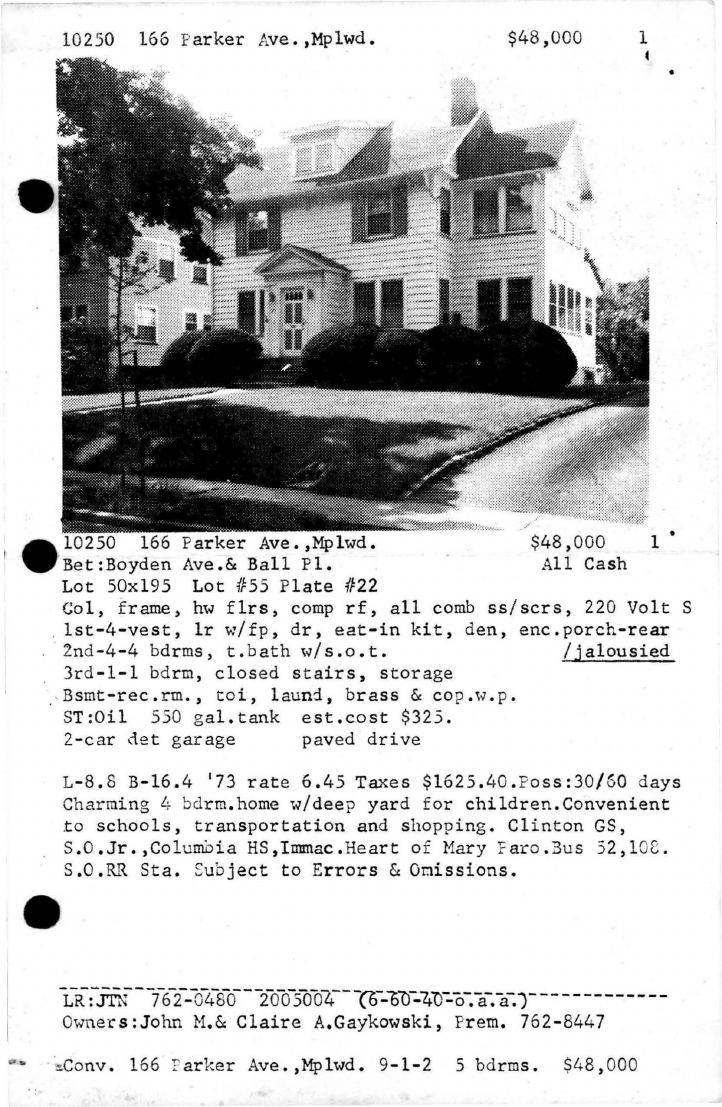 10250 166 Parker Ave.,Mplwd. $48,000 1
10250 166 Parker Ave.,Mplwd. $48,000 1
Bet:Boyden Ave.& Ball Pl. All Cash
Lot 50x195 Lot #55 Plate #22
Col, frame, hw flrs, comp rf, all comb ss/scrs, 220 Volt S
1st-4-vest, lr w/fp, dr, eat-in kit, den, enc.porch-rear
2nd-4-4 bdrms, t.bath w/s.o.t. /jalousied
3rd-1-1 bdrm, closed stairs, storage
Bsmt-rec.rm., toi, laund, brass & cop.w.p.
ST:Oil 550 gal.tank est.cost $325.
2-car det garage paved drive
L-8.8 B-16.4 '73 rate 6.45 Taxes $1625.40.Poss:30/60 days
Charming 4 bdrm.home w/deep yard for children.Convenient
to schools, transportation and shopping. Clinton GS,
S.O.Jr.,Columbia HS,Immac.Heart of Mary Paro.Bus 52,108.
S.O.RR Sta. Subject to Errors & Omissions.
LR:JTN 762-0480 2005004 (6-60-40-o.a.a.)
Owners:John M.& Claire A.Gaykowski, Prem. 762-8447
Conv. 166 Parker Ave.,Mplwd. 9-1-2 5 bdrms. $48,000